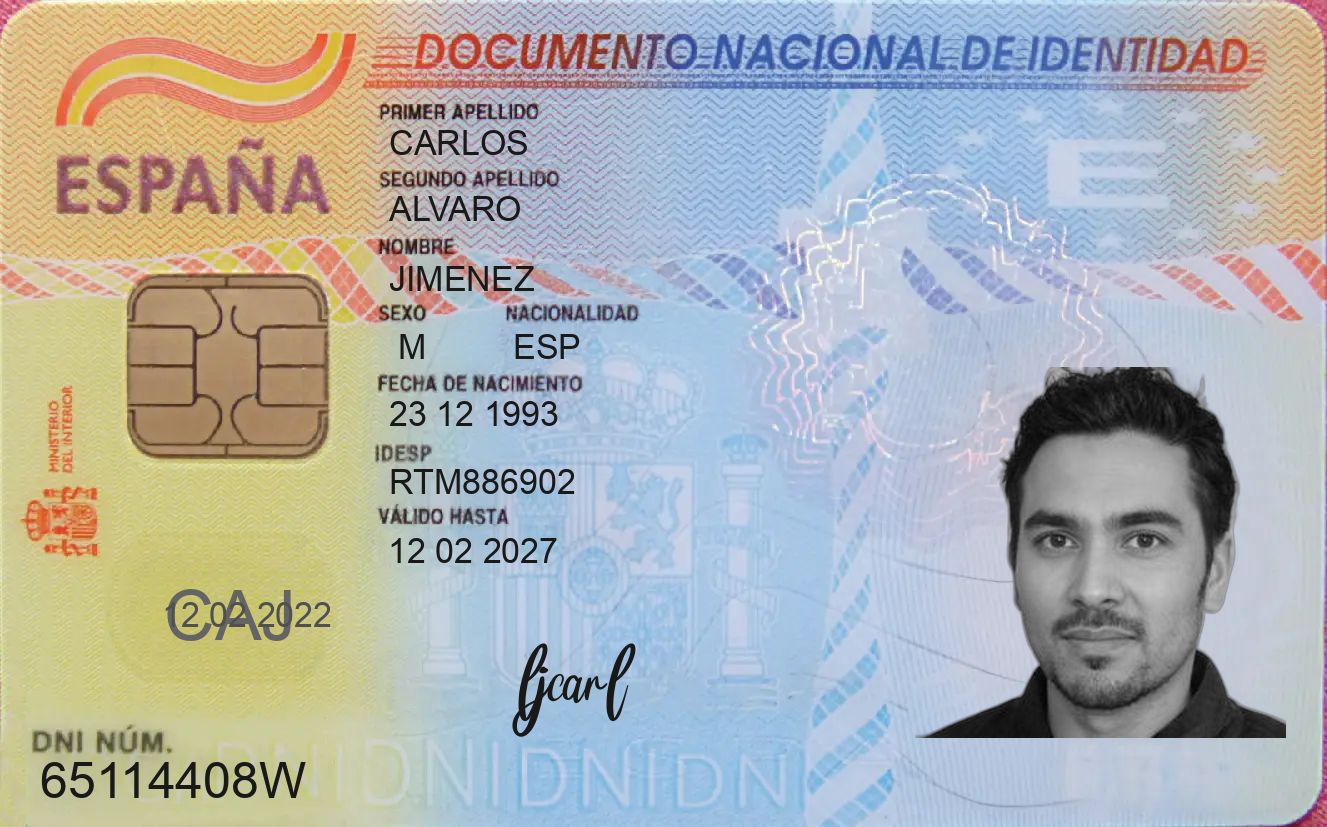 DOCUMENTO NACIONAL DE IDENTIDAD
ESPAÑA
PRIMER APELLIDO
CARLOS
SEGUNDO APELLIDO
ALVARO
NOMBRE
JIMENEZ
SEXO NACIONALIDAD
M ESP
FECHA DE NACIMIENTO
23 12 1993
IDESP
RTM886902
VÁLIDO HASTA
12 02 2027
MINISTERIO
DEL INTERIOR
E
CAJ
12 02 2022
ljcarl
DNI NÚM.
65114408W
DNIDNIDNIDNI